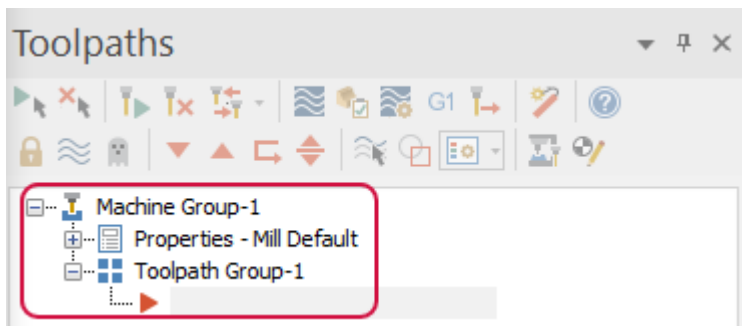 Toolpaths
G1
Machine Group-1
Properties - Mill Default
Toolpath Group-1